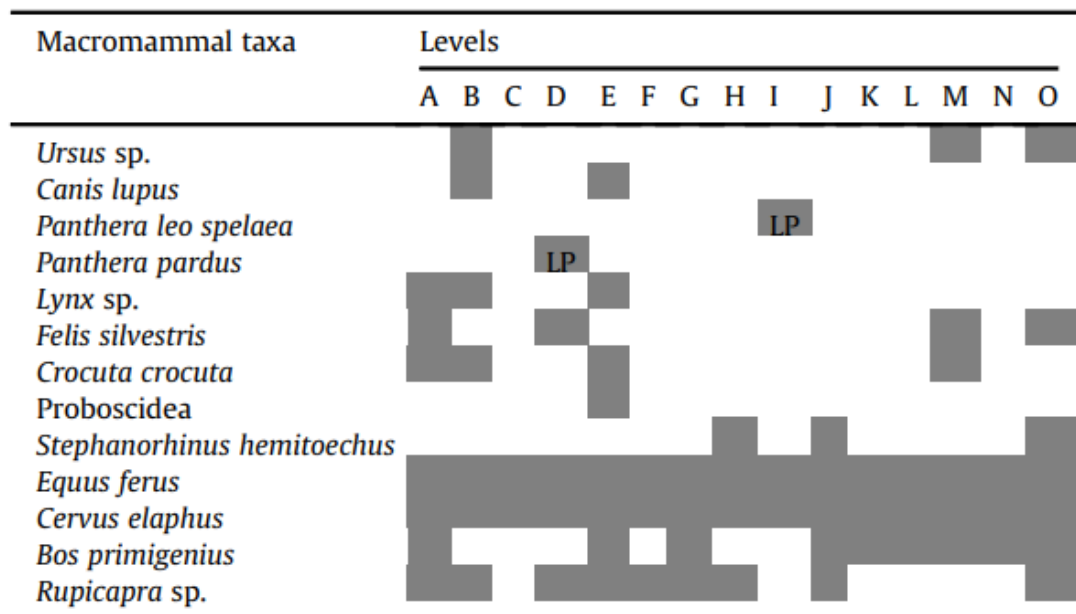 Macromammal taxa Levels
A B C D E F G H I J K L M N O
Ursus sp.
Canis lupus
Panthera leo spelaea LP
Panthera pardus LP
Lynx sp.
Felis silvestris
Crocuta crocuta
Proboscidea
Stephanorhinus hemitoechus
Equus ferus
Cervus elaphus
Bos primigenius
Rupicapra sp.